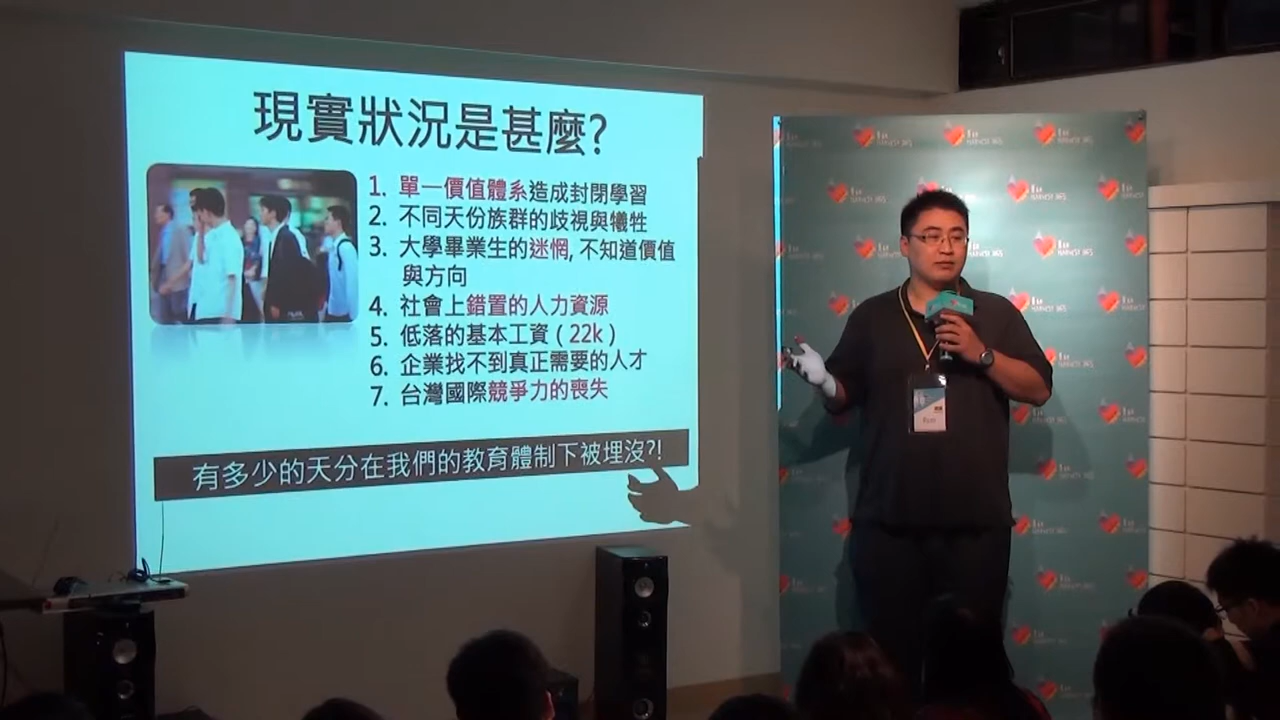 現實狀況是甚麼?
1. 單一價值體系造成封閉學習
2. 不同天份族群的歧視與犧牲
3. 大學畢業生的迷惘, 不知道價值
與方向
4. 社會上錯置的人力資源
5. 低落的基本工資 ( 22k )
6. 企業找不到真正需要的人才
7. 台灣國際競爭力的喪失
有多少的天分在我們的教育體制下被埋沒?!